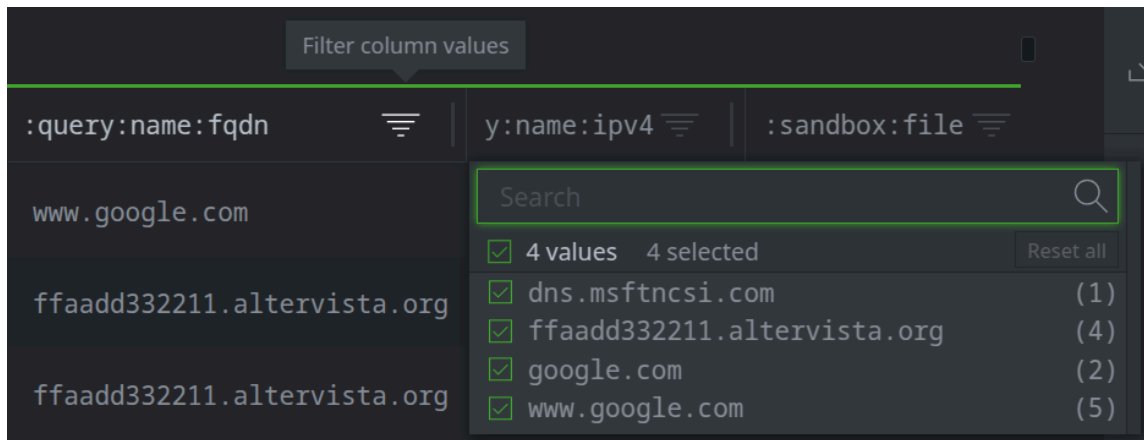 Filter column values
:query:name:fqdn y:name:ipv4 :sandbox:file
www.google.com
ffaadd332211.altervista.org
ffaadd332211.altervista.org
Search
4 values 4 selected Reset all
dns.msftncsi.com (1)
ffaadd332211.altervista.org (4)
google.com (2)
www.google.com (5)